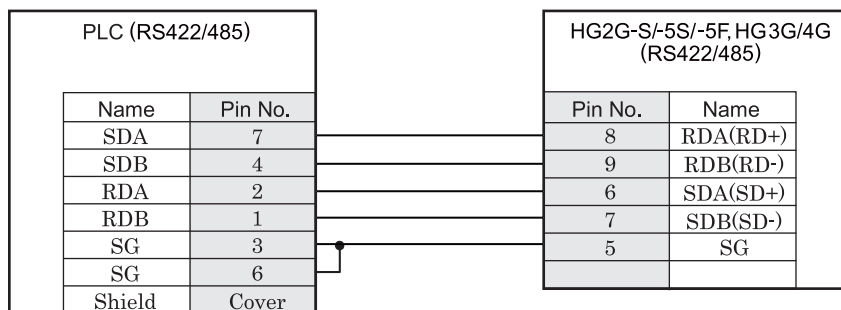 PLC (RS422/485)
Name Pin No.
SDA 7
SDB 4
RDA 2
RDB 1
SG 3
SG 6
Shield Cover
HG2G-S/-5S/-5F, HG3G/4G
(RS422/485)
Pin No. Name
8 RDA(RD+)
9 RDB(RD-)
6 SDA(SD+)
7 SDB(SD-)
5 SG